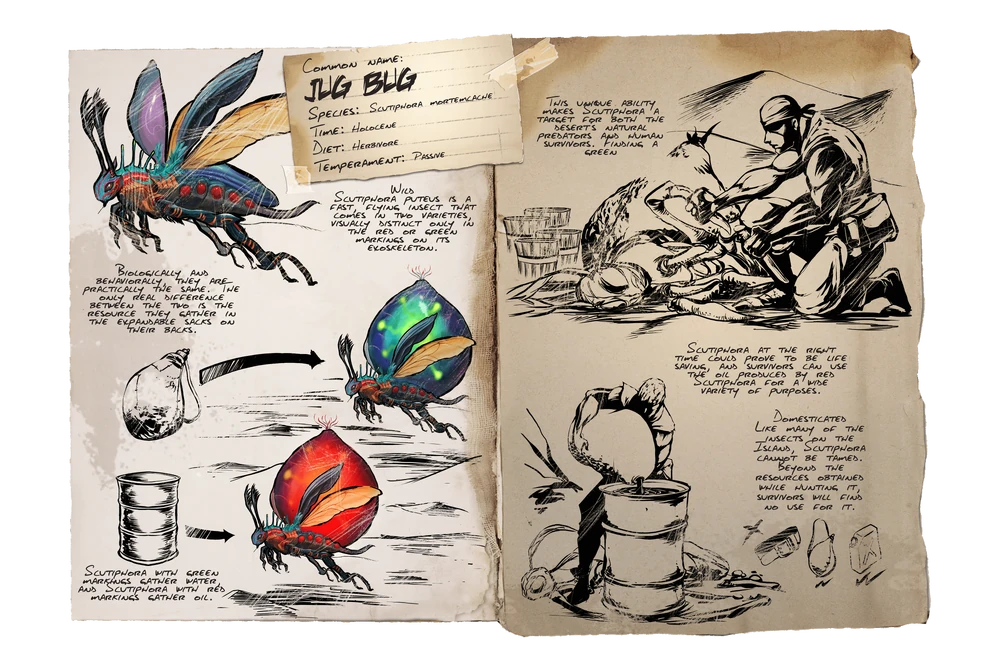 Common name:
Jug Bug
Species: Scutiphora mortemcache
Time: Holocene
Diet: Herbivore
Temperament: Passive
Wild
Scutiphora puteus is a
fast, flying insect that
comes in two varieties,
visually distinct only in
the red or green
markings on its
exoskeleton.
Biologically and
behaviorally, they are
practically the same. The
only real difference
between the two is the
resource they gather in
the expandable sacks on
their backs.
Scutiphora with green
markings gather water,
and Scutiphora with red
markings gather oil.
This unique ability
makes Scutiphora a
target for both the
desert's natural
predators and human
survivors. Finding a
green
Scutiphora at the right
time could prove to be life
saving, and survivors can use
the oil produced by red
Scutiphora for a wide
variety of purposes.
Domesticated
Like many of the
insects on the
Island, Scutiphora
cannot be tamed.
Beyond the
resources obtained
while hunting it,
survivors will find
no use for it.